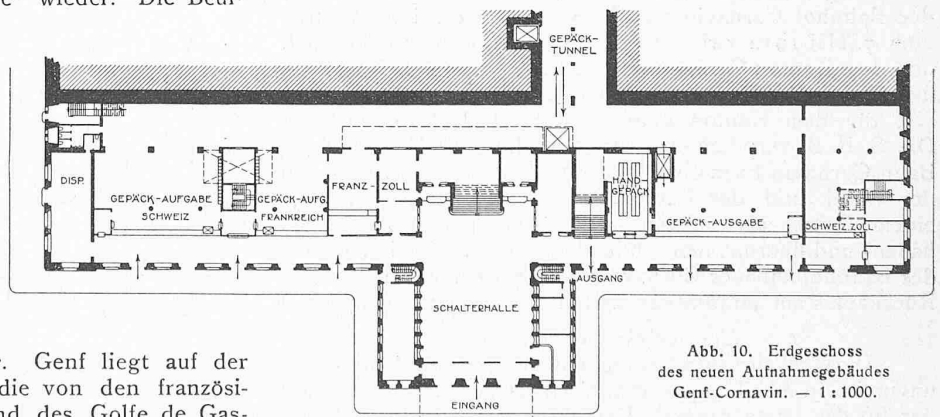 wieder. Die Beur-
GEPÄCK-
TUNNEL
DISP.
GEPÄCK-AUFGABE
SCHWEIZ
GEPÄCK-AUFG.
FRANKREICH
FRANZ- ZOLL
HAND-
GEPÄCK
GEPÄCK-AUSGABE
SCHWEIZ. ZOLL
AUSGANG
SCHALTERHALLE
EINGANG
Genf liegt auf der
die von den französi-
des Golfe de Gas-
Abb. 10. Erdgeschoss
des neuen Aufnahmegebäudes
Genf-Cornavin. — 1 : 1000.